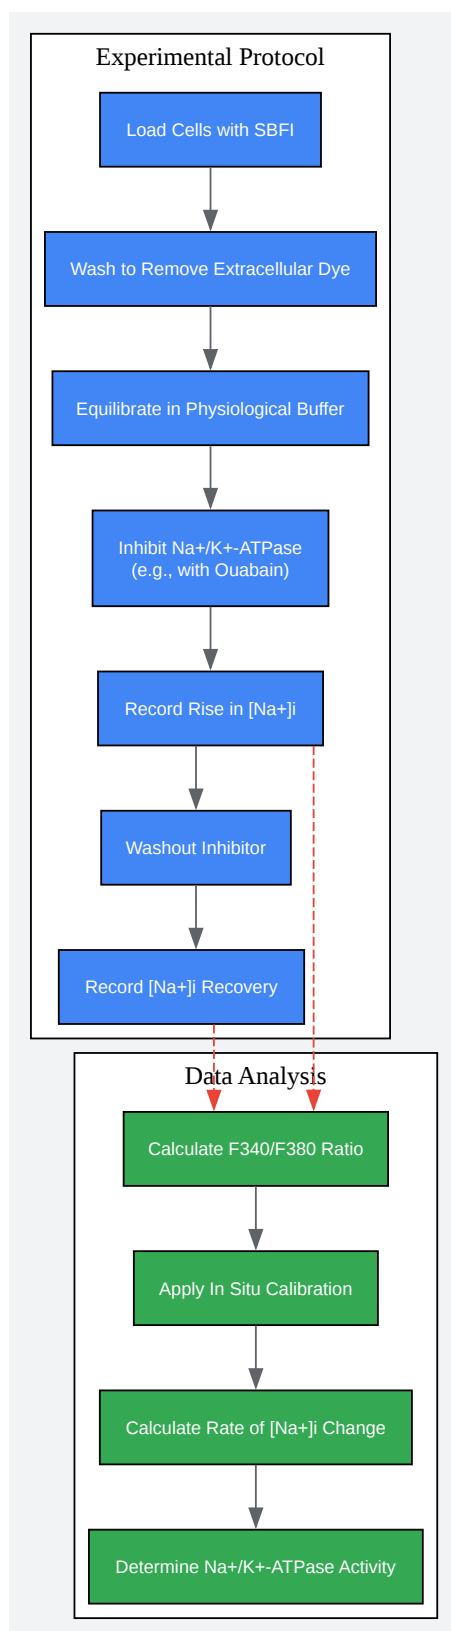 Experimental Protocol
Load Cells with SBFI
Wash to Remove Extracellular Dye
Equilibrate in Physiological Buffer
Inhibit Na+/K+-ATPase
(e.g., with Ouabain)
Record Rise in [Na+]i
Washout Inhibitor
Record [Na+]i Recovery
Data Analysis
Calculate F340/F380 Ratio
Apply In Situ Calibration
Calculate Rate of [Na+]i Change
Determine Na+/K+-ATPase Activity